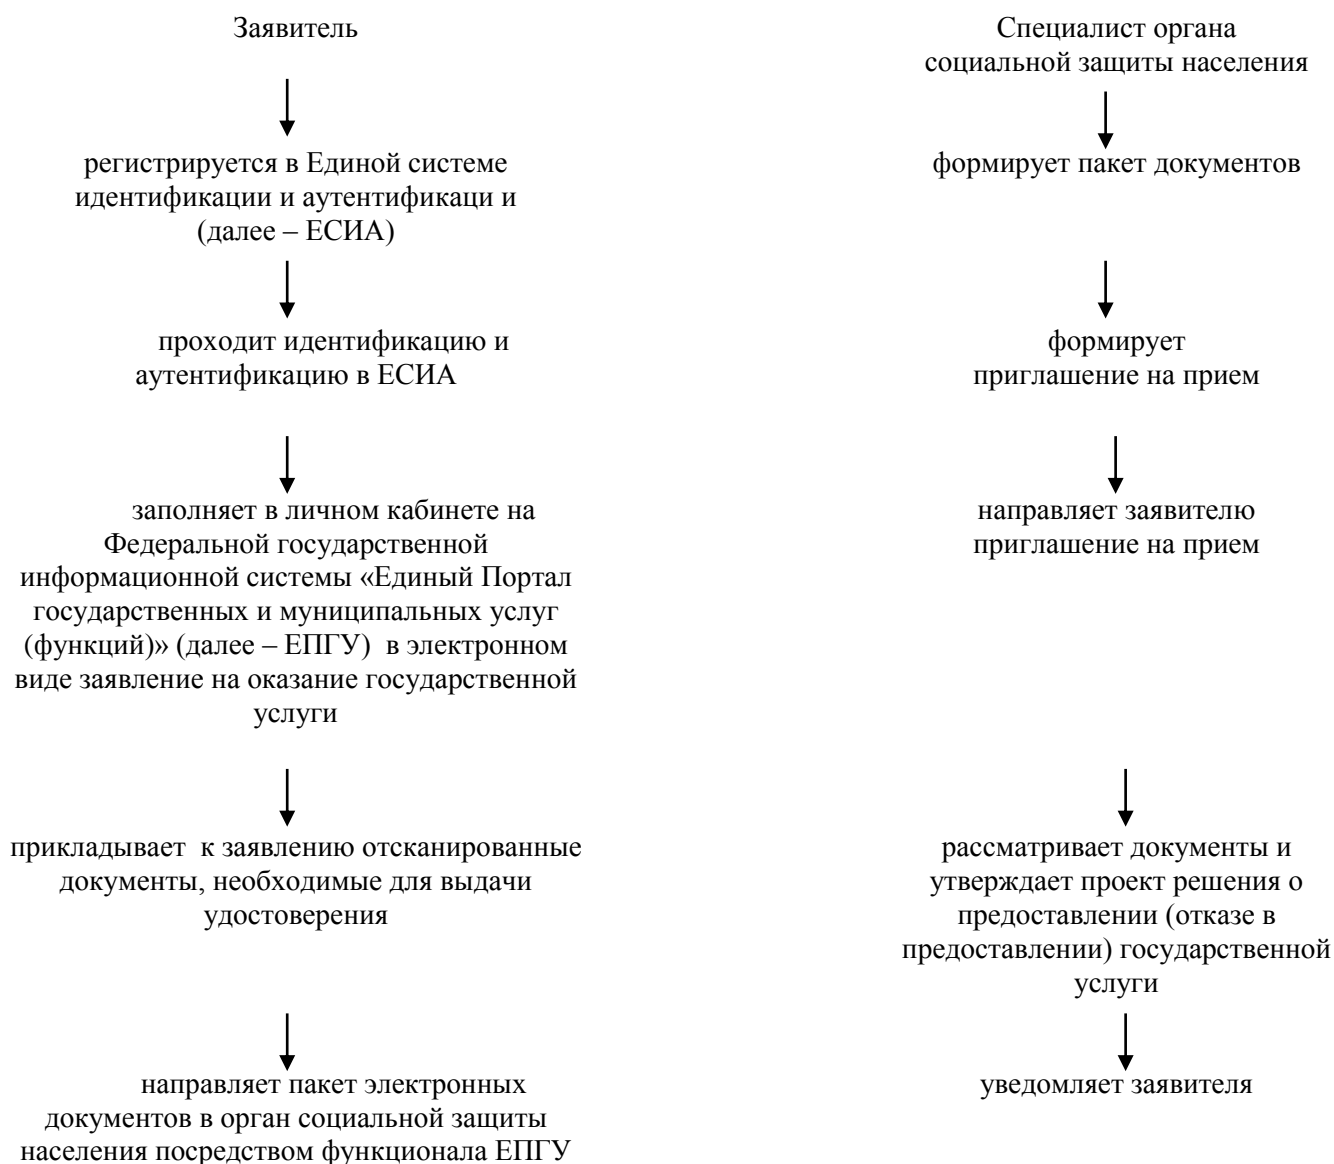 Заявитель
регистрируется в Единой системе
идентификации и аутентификаци и
(далее – ЕСИА)
проходит идентификацию и
аутентификацию в ЕСИА
заполняет в личном кабинете на
Федеральной государственной
информационной системы «Единый Портал
государственных и муниципальных услуг
(функций)» (далее – ЕПГУ)  в электронном
виде заявление на оказание государственной
услуги
прикладывает  к заявлению отсканированные
документы, необходимые для выдачи
удостоверения
направляет пакет электронных
документов в орган социальной защиты
населения посредством функционала ЕПГУ
Специалист органа
социальной защиты населения
формирует пакет документов
формирует
приглашение на прием
направляет заявителю
приглашение на прием
рассматривает документы и
утверждает проект решения о
предоставлении (отказе в
предоставлении) государственной
услуги
уведомляет заявителя